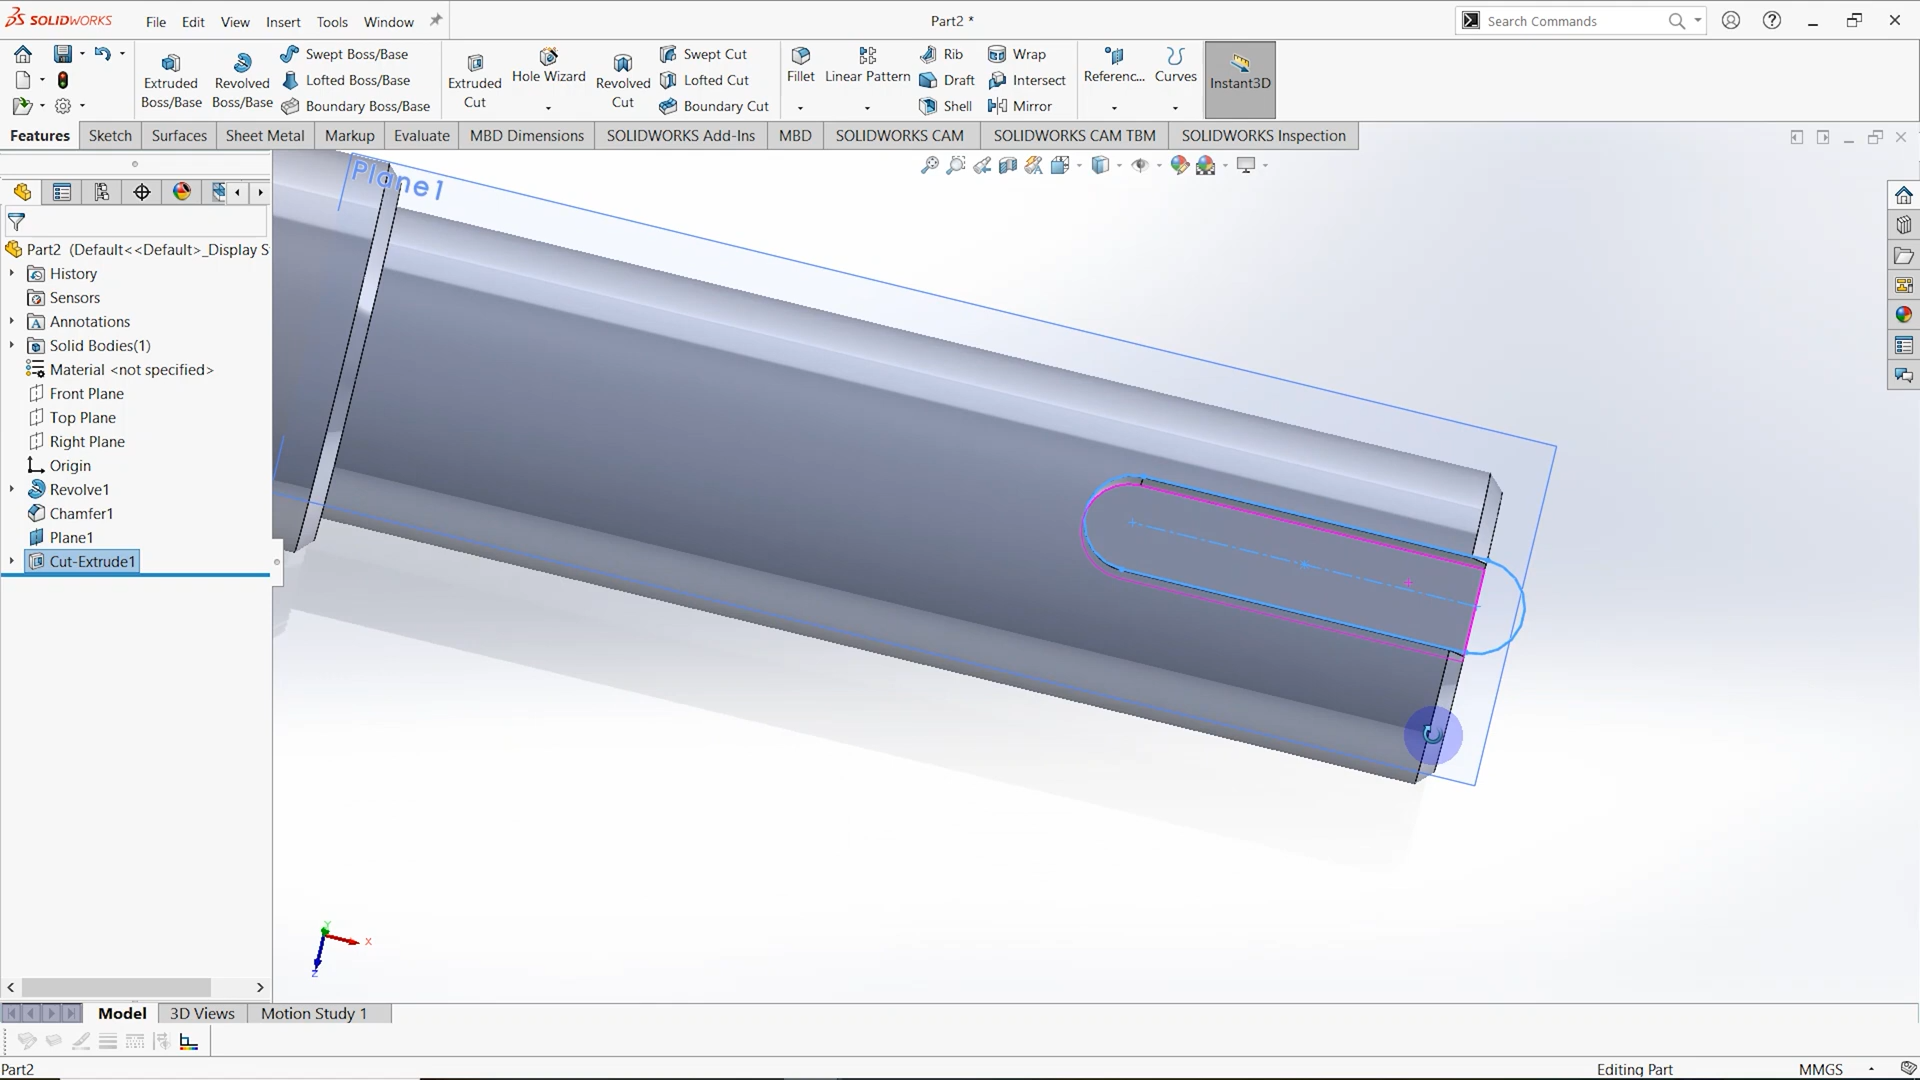 SOLIDWORKS File Edit View Insert Tools Window Part2 * Search Commands
Extruded Boss/Base
Revolved Boss/Base
Swept Boss/Base
Lofted Boss/Base
Boundary Boss/Base
Extruded Cut
Hole Wizard
Revolved Cut
Swept Cut
Lofted Cut
Boundary Cut
Fillet
Linear Pattern
Rib
Draft
Shell
Wrap
Intersect
Mirror
Referenc...
Curves
Instant3D
Features Sketch Surfaces Sheet Metal Markup Evaluate MBD Dimensions SOLIDWORKS Add-Ins MBD SOLIDWORKS CAM SOLIDWORKS CAM TBM SOLIDWORKS Inspection
Plane1
Part2 (Default<<Default>_Display S
History
Sensors
Annotations
Solid Bodies(1)
Material <not specified>
Front Plane
Top Plane
Right Plane
Origin
Revolve1
Chamfer1
Plane1
Cut-Extrude1
Y
X
Z
Model 3D Views Motion Study 1
Part2 Editing Part MMGS